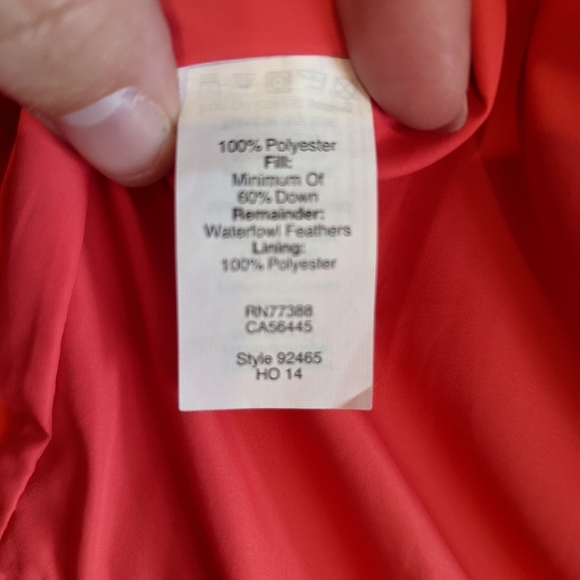 100% Polyester
Fill:
Minimum Of
60% Down
Remainder:
Waterfowl Feathers
Lining:
100% Polyester
RN77388
CA56445
Style 92465
HO 14